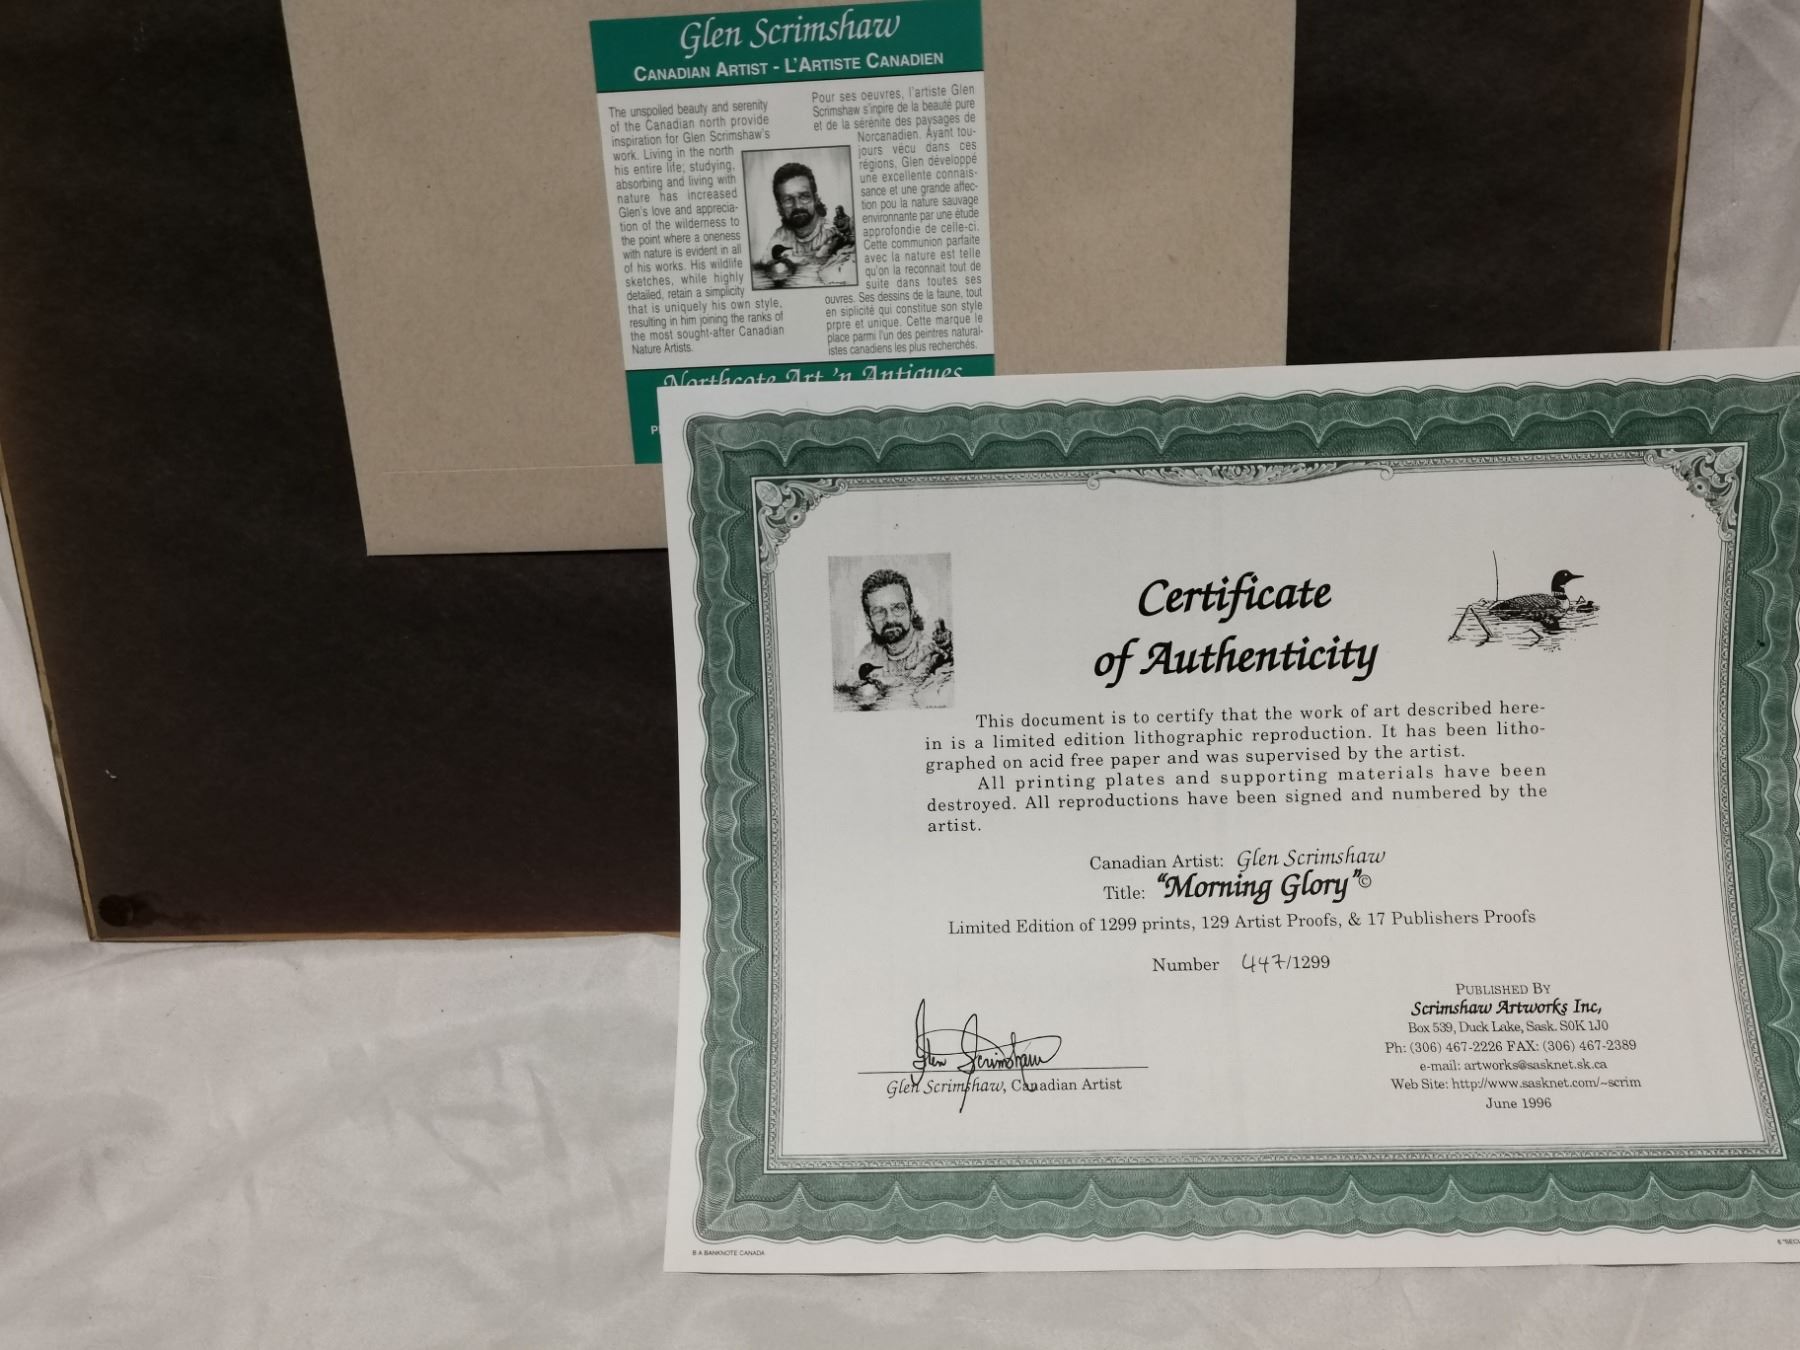 Glen Scrimshaw
CANADIAN ARTIST - L'ARTISTE CANADIEN
The unspoiled beauty and serenity
of the Canadian north provide
inspiration for Glen Scrimshaw's
work. Living in the north
his entire life; studying,
absorbing and living with
nature has increased
Glen's love and apprecia-
tion of the wilderness to
the point where a oneness
with nature is evident in all
of his works. His wildlife
sketches, while highly
detailed, retain a simplicity
that is uniquely his own style,
resulting in him joining the ranks of
the most sought-after Canadian
Nature Artists.
Pour ses oeuvres, l'artiste Glen
Scrimshaw s'inpire de la beauté pure
et de la sérénite des paysages de
Norcanadien. Ayant tou-
jours vécu dans ces
régions, Glen développé
une excellente connais-
sance et une grande affec-
tion pou la nature sauvage
environnante par une étude
approfondie de celle-ci.
Cette communion parfaite
avec la nature est telle
qu'on la reconnait tout de
suite dans toutes ses
ouvres. Ses dessins de la faune, tout
en siplicité qui constitue son style
prpre et unique. Cette marque le
place parmi l'un des peintres natural-
istes canadiens les plus recherchés.
Northcote Art 'n Antiques
P
Certificate
of Authenticity
This document is to certify that the work of art described here-
in is a limited edition lithographic reproduction. It has been litho-
graphed on acid free paper and was supervised by the artist.
All printing plates and supporting materials have been
destroyed. All reproductions have been signed and numbered by the
artist.
Canadian Artist: Glen Scrimshaw
Title: "Morning Glory"©
Limited Edition of 1299 prints, 129 Artist Proofs, & 17 Publishers Proofs
Number 447/1299
PUBLISHED BY
Scrimshaw Artworks Inc,
Box 539, Duck Lake, Sask. S0K 1J0
Ph: (306) 467-2226 FAX: (306) 467-2389
e-mail: artworks@sasknet.sk.ca
Web Site: http://www.sasknet.com/~scrim
June 1996
Glen Scrimshaw
Glen Scrimshaw, Canadian Artist
B A BANKNOTE CANADA